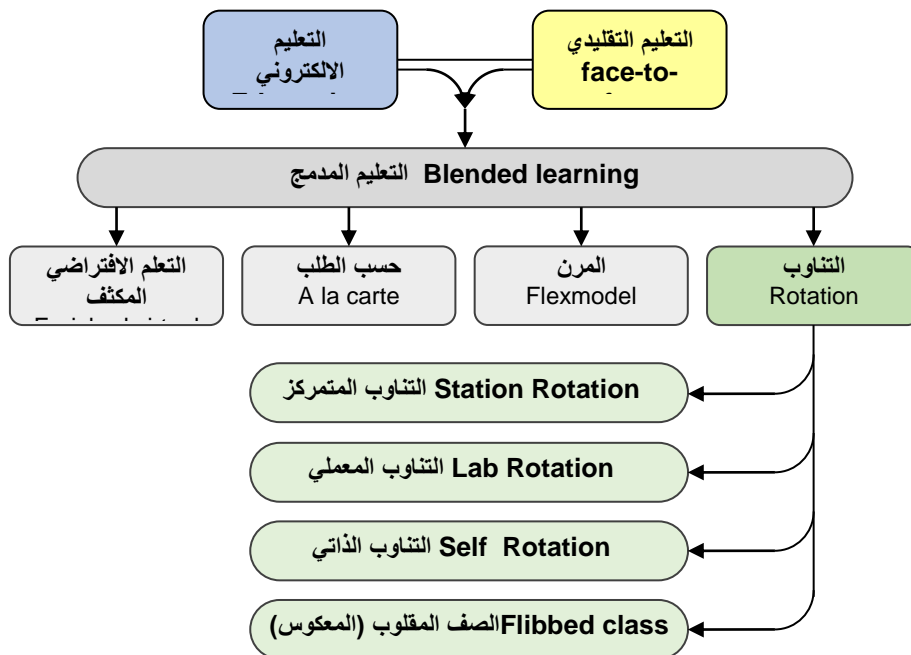 التعليم التقليدي
face-to-
التعليم
الالكتروني
Blended learning التعليم المدمج
التناوب
Rotation
المرن
Flexmodel
حسب الطلب
A la carte
التعلم الافتراضي
المكثف
Station Rotation التناوب المتمركز
Lab Rotation التناوب المعملي
Self Rotation التناوب الذاتي
Flibbed classالصف المقلوب (المعكوس)